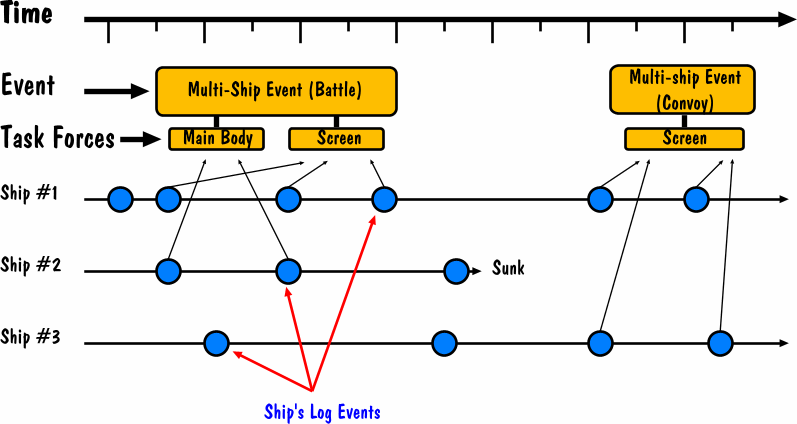 Time
Event
Multi-Ship Event (Battle)
Multi-ship Event
(Convoy)
Task Forces
Main Body
Screen
Screen
Ship #1
Ship #2
Sunk
Ship #3
Ship's Log Events